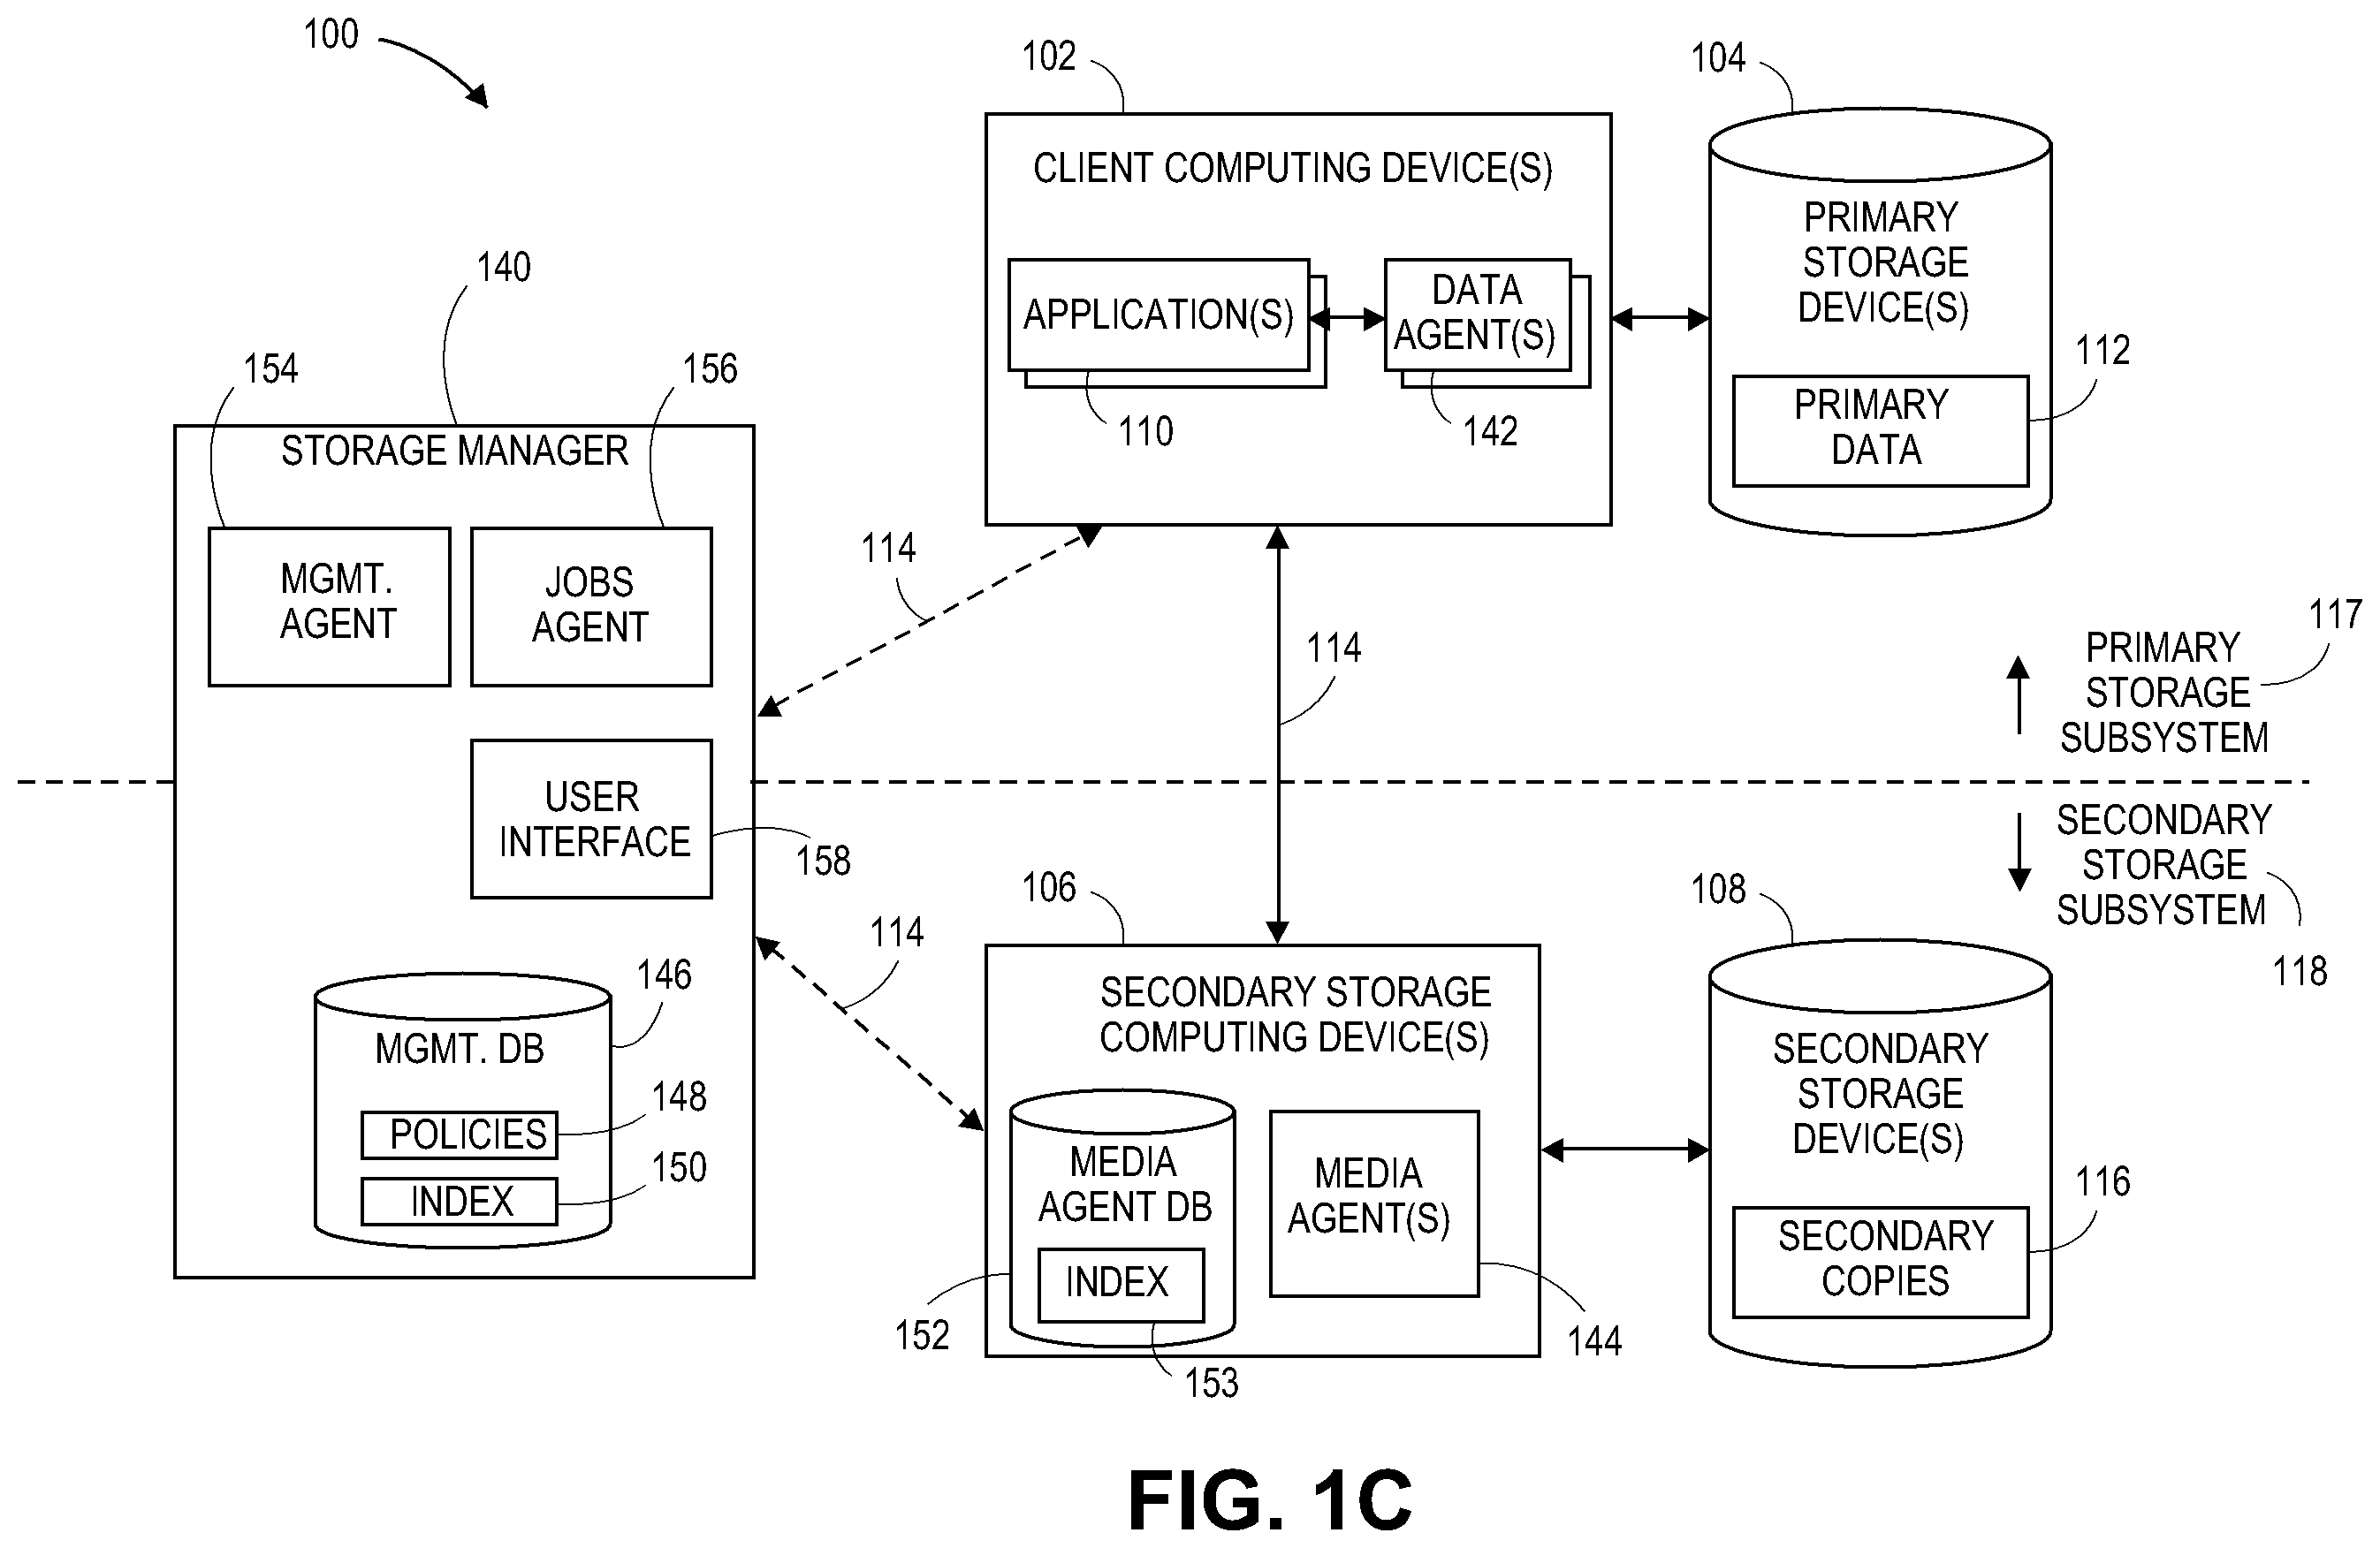 100
102
104
CLIENT COMPUTING DEVICE(S)
APPLICATION(S)
DATA
AGENT(S)
110
142
PRIMARY
STORAGE
DEVICE(S)
112
PRIMARY
DATA
140
154
156
STORAGE MANAGER
MGMT.
AGENT
JOBS
AGENT
114
114
117
PRIMARY
STORAGE
SUBSYSTEM
USER
INTERFACE
158
SECONDARY
STORAGE
SUBSYSTEM
118
106
108
114
146
MGMT. DB
148
POLICIES
150
INDEX
SECONDARY STORAGE
COMPUTING DEVICE(S)
MEDIA
AGENT DB
INDEX
MEDIA
AGENT(S)
152
153
144
SECONDARY
STORAGE
DEVICE(S)
116
SECONDARY
COPIES
FIG. 1C